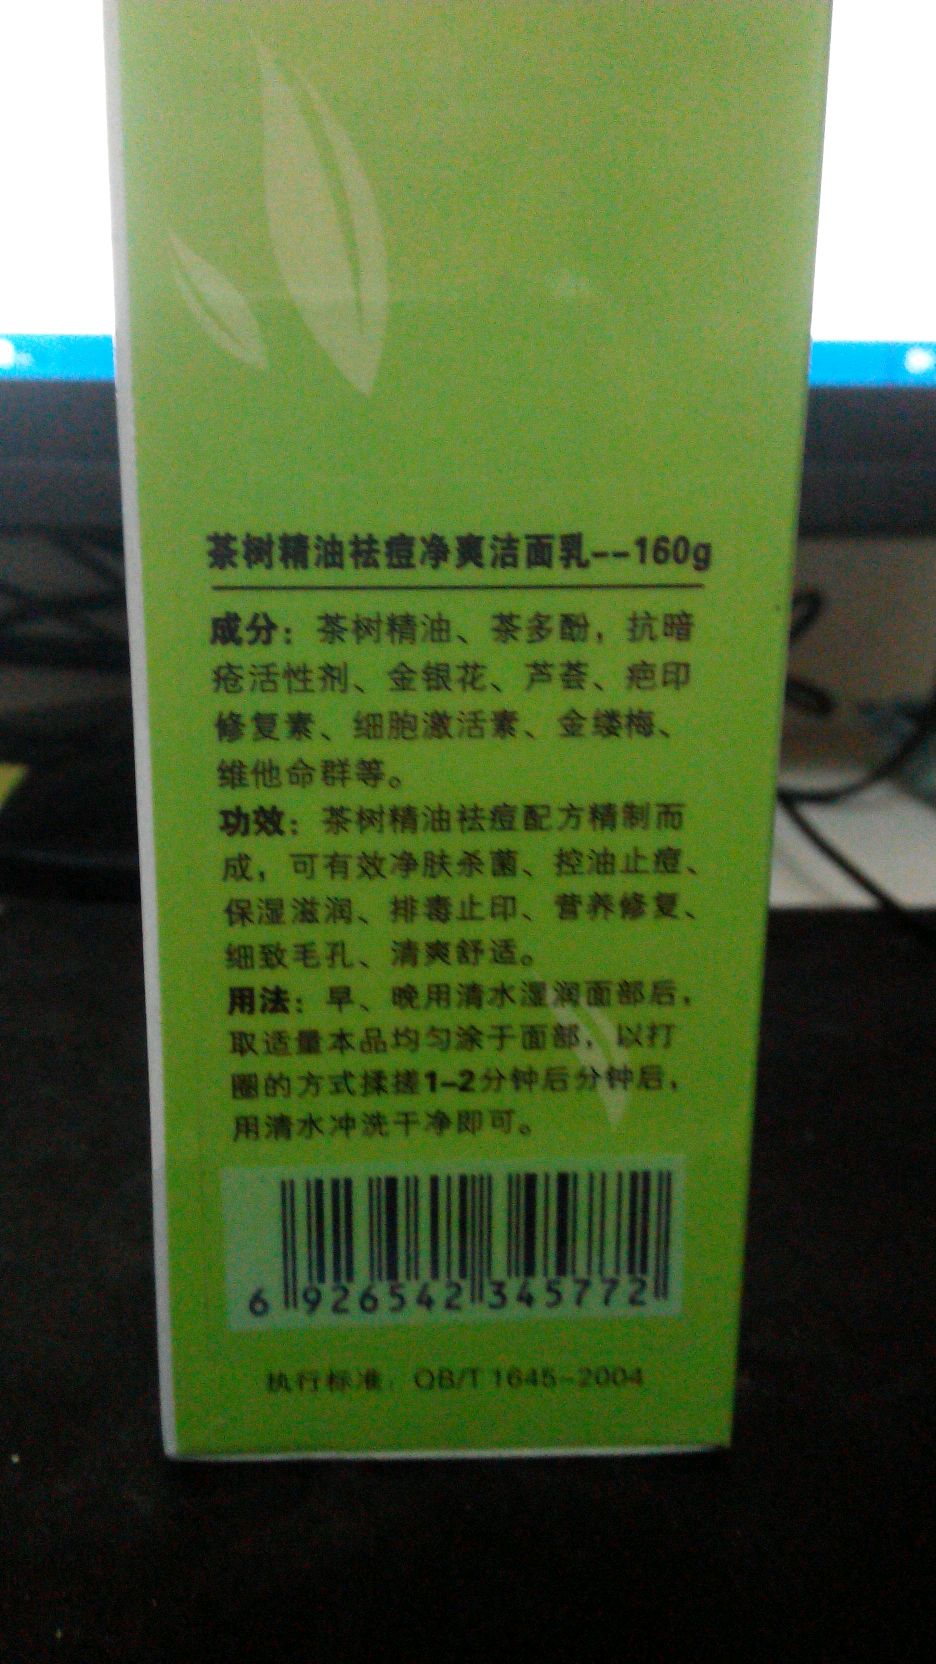 茶树精油祛痘净爽洁面乳--160g
成分：茶树精油、茶多酚，抗暗
疮活性剂、金银花、芦荟、疤印
修复素、细胞激活素、金缕梅、
维他命群等。
功效：茶树精油祛痘配方精制而
成，可有效净肤杀菌、控油止痘、
保湿滋润、排毒止印、营养修复、
细致毛孔、清爽舒适。
用法：早、晚用清水湿润面部后，
取适量本品均匀涂于面部，以打
圈的方式揉搓1-2分钟后分钟后，
用清水冲洗干净即可。
6 926542 345772
执行标准：QB/T 1645-2004